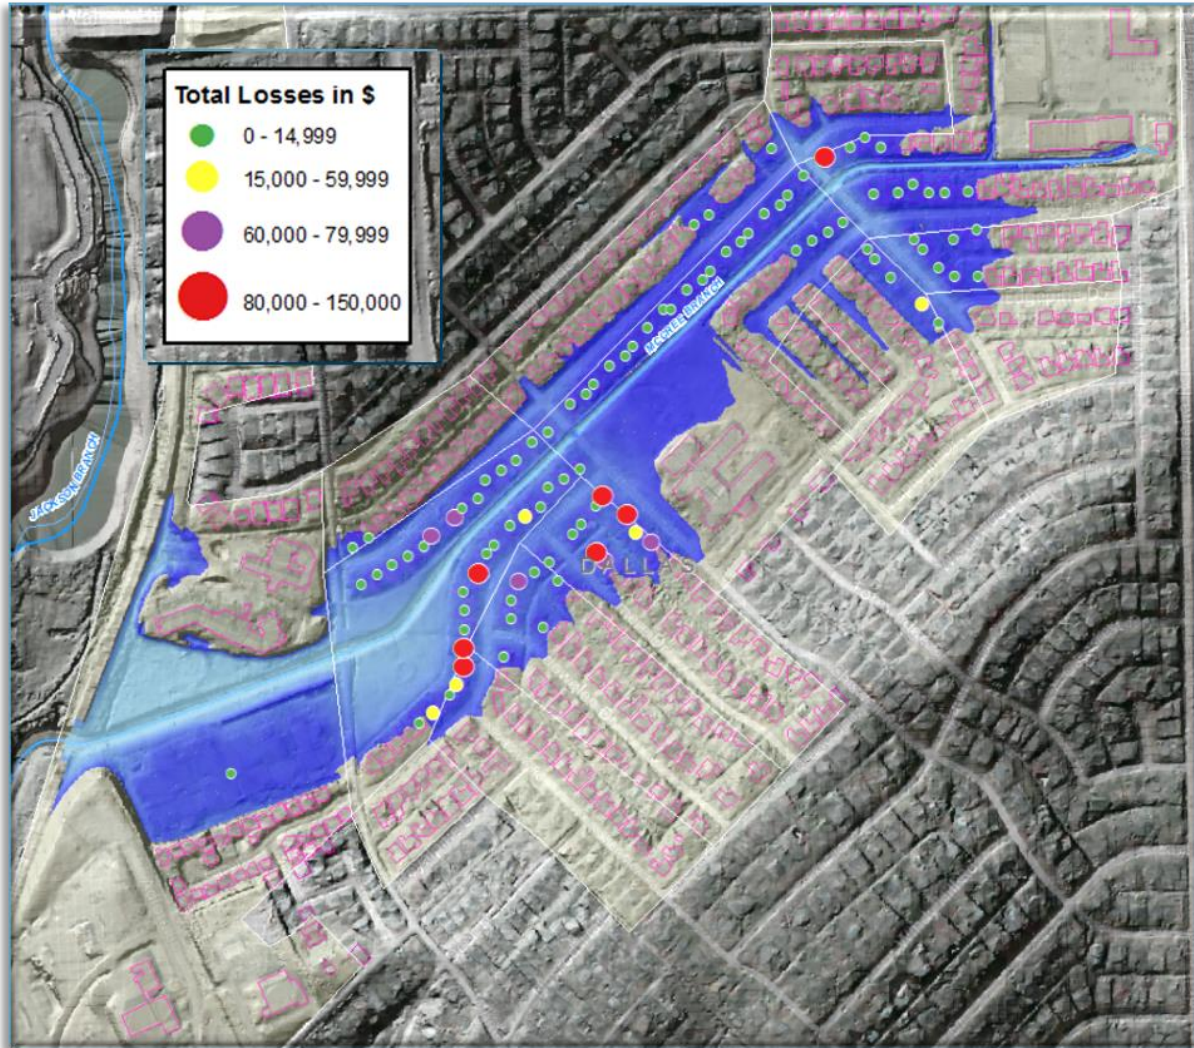 Total Losses in $
0 - 14,999
15,000 - 59,999
60,000 - 79,999
80,000 - 150,000
MCCREE BRANCH
JACKSON BRANCH
DALLAS